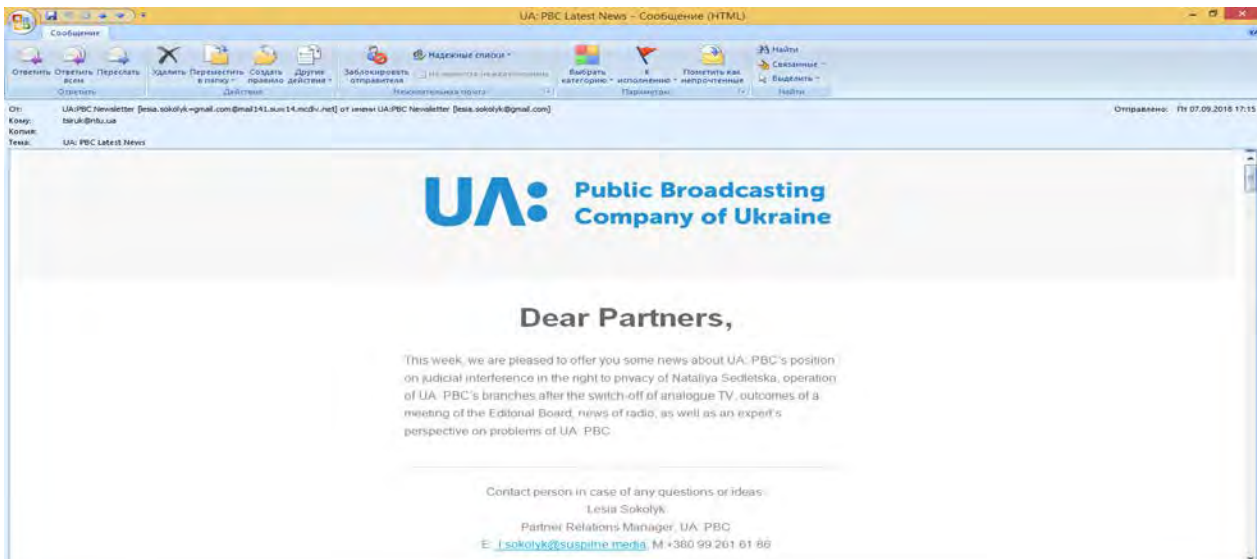 UA: PBC Latest News - Сообщение (HTML)
Сообщение
Ответить Ответить всем Переслать
Удалить Переместить в папку Создать правило Другие действия
Заблокировать отправителя
Надежные списки
Выбрать категорию К исполнению Пометить как непрочтенные
Найти
Связанные
Выделить
Ответить Действия Нежелательная почта Параметры Найти
От: UA:PBC Newsletter [lesia.sokolyk=gmail.com@mail141.suw14.mcdlv.net] от имени UA:PBC Newsletter [lesia.sokolyk@gmail.com]
Отправлено: Пт 07.09.2018 17:15
Кому: tsiruk@ntu.ua
Копия:
Тема: UA: PBC Latest News
UA: Public Broadcasting
Company of Ukraine
Dear Partners,
This week, we are pleased to offer you some news about UA: PBC's position
on judicial interference in the right to privacy of Nataliya Sedletska, operation
of UA: PBC's branches after the switch-off of analogue TV, outcomes of a
meeting of the Editorial Board, news of radio, as well as an expert's
perspective on problems of UA: PBC
Contact person in case of any questions or ideas
Lesia Sokolyk
Partner Relations Manager, UA: PBC
E: l.sokolyk@suspilne.media, M:+380 99 261 61 66